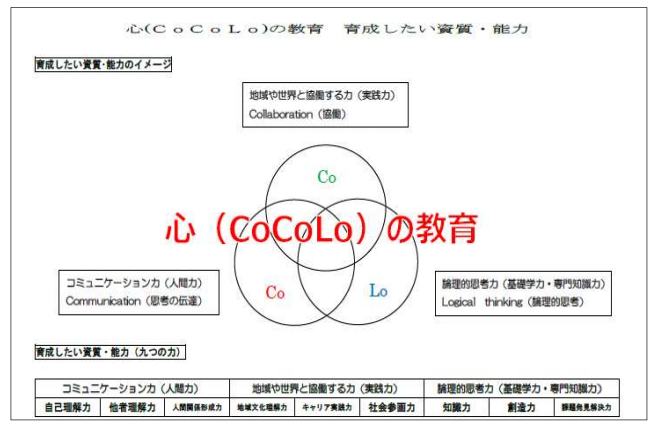 心(CoCoLo)の教育 育成したい資質・能力
育成したい資質・能力のイメージ
地域や世界と協働する力（実践力）
Collaboration（協働）
Co
心（CoCoLo）の教育
Co
Lo
コミュニケーション力（人間力）
Communication（思考の伝達）
論理的思考力（基礎学力・専門知識力）
Logical thinking（論理的思考）
育成したい資質・能力（九つの力）
コミュニケーション力（人間力） 地域や世界と協働する力（実践力） 論理的思考力（基礎学力・専門知識力）
自己理解力 他者理解力 人間関係形成力 地域文化理解力 キャリア実践力 社会参画力 知識力 創造力 課題発見解決力